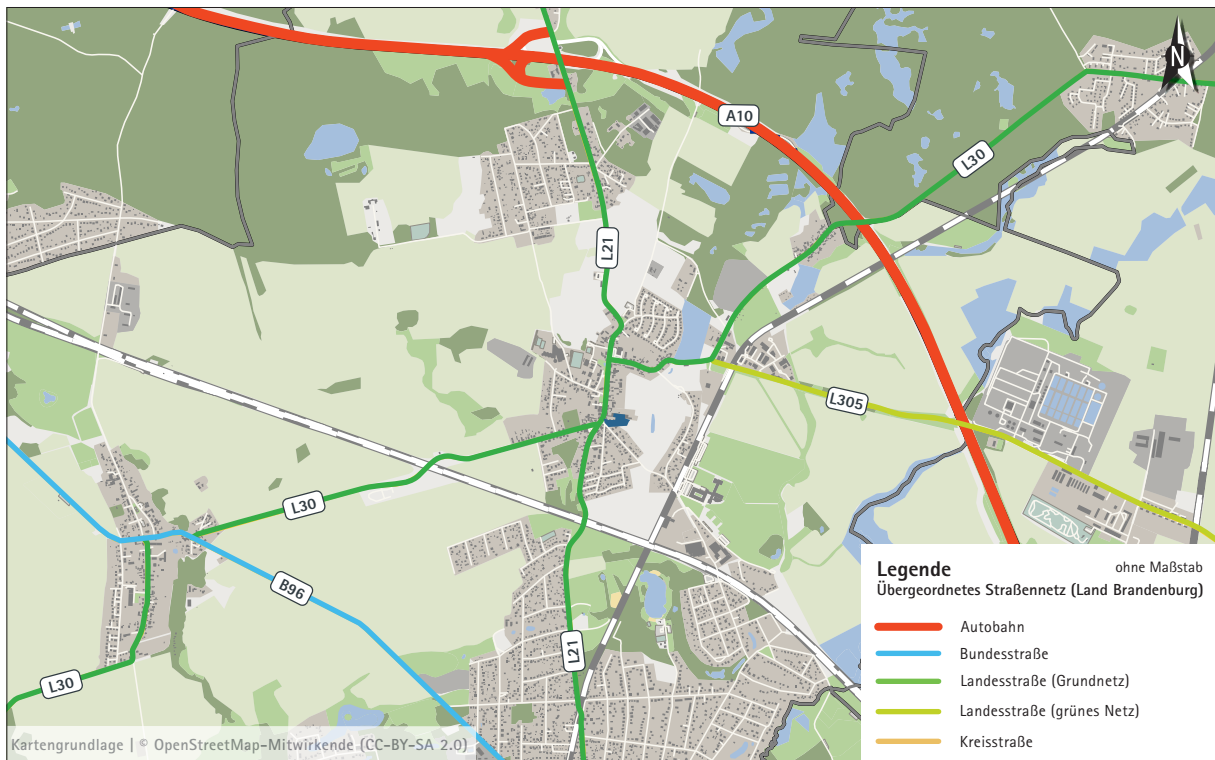 N
A10
L30
L21
L305
L30
B96
L21
L30
Legende
ohne Maßstab
Übergeordnetes Straßennetz (Land Brandenburg)
Autobahn
Bundesstraße
Landesstraße (Grundnetz)
Landesstraße (grünes Netz)
Kreisstraße
Kartengrundlage | © OpenStreetMap-Mitwirkende (CC-BY-SA 2.0)